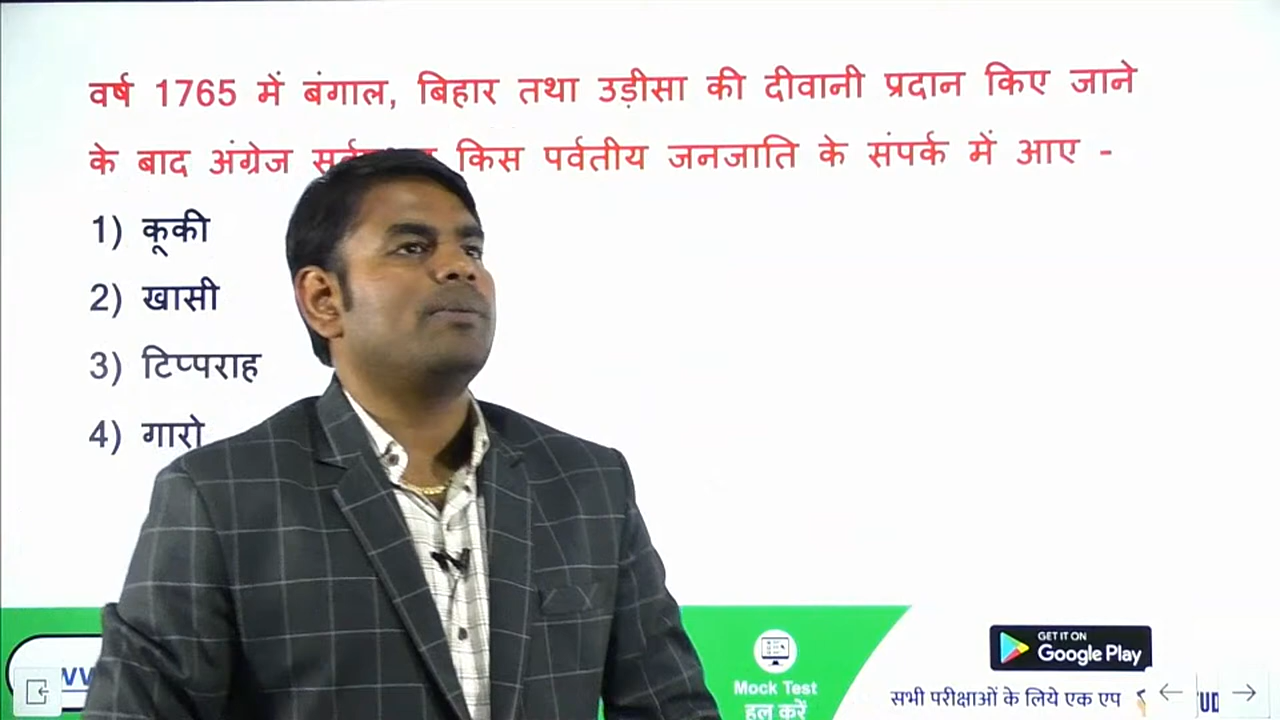 वर्ष 1765 में बंगाल, बिहार तथा उड़ीसा की दीवानी प्रदान किए जाने
के बाद अंग्रेज किस पर्वतीय जनजाति के संपर्क में आए -
1) कूकी
2) खासी
3) टिप्पराह
4) गारो
Mock Test
हल करें
GET IT ON
Google Play
सभी परीक्षाओं के लिये एक एप